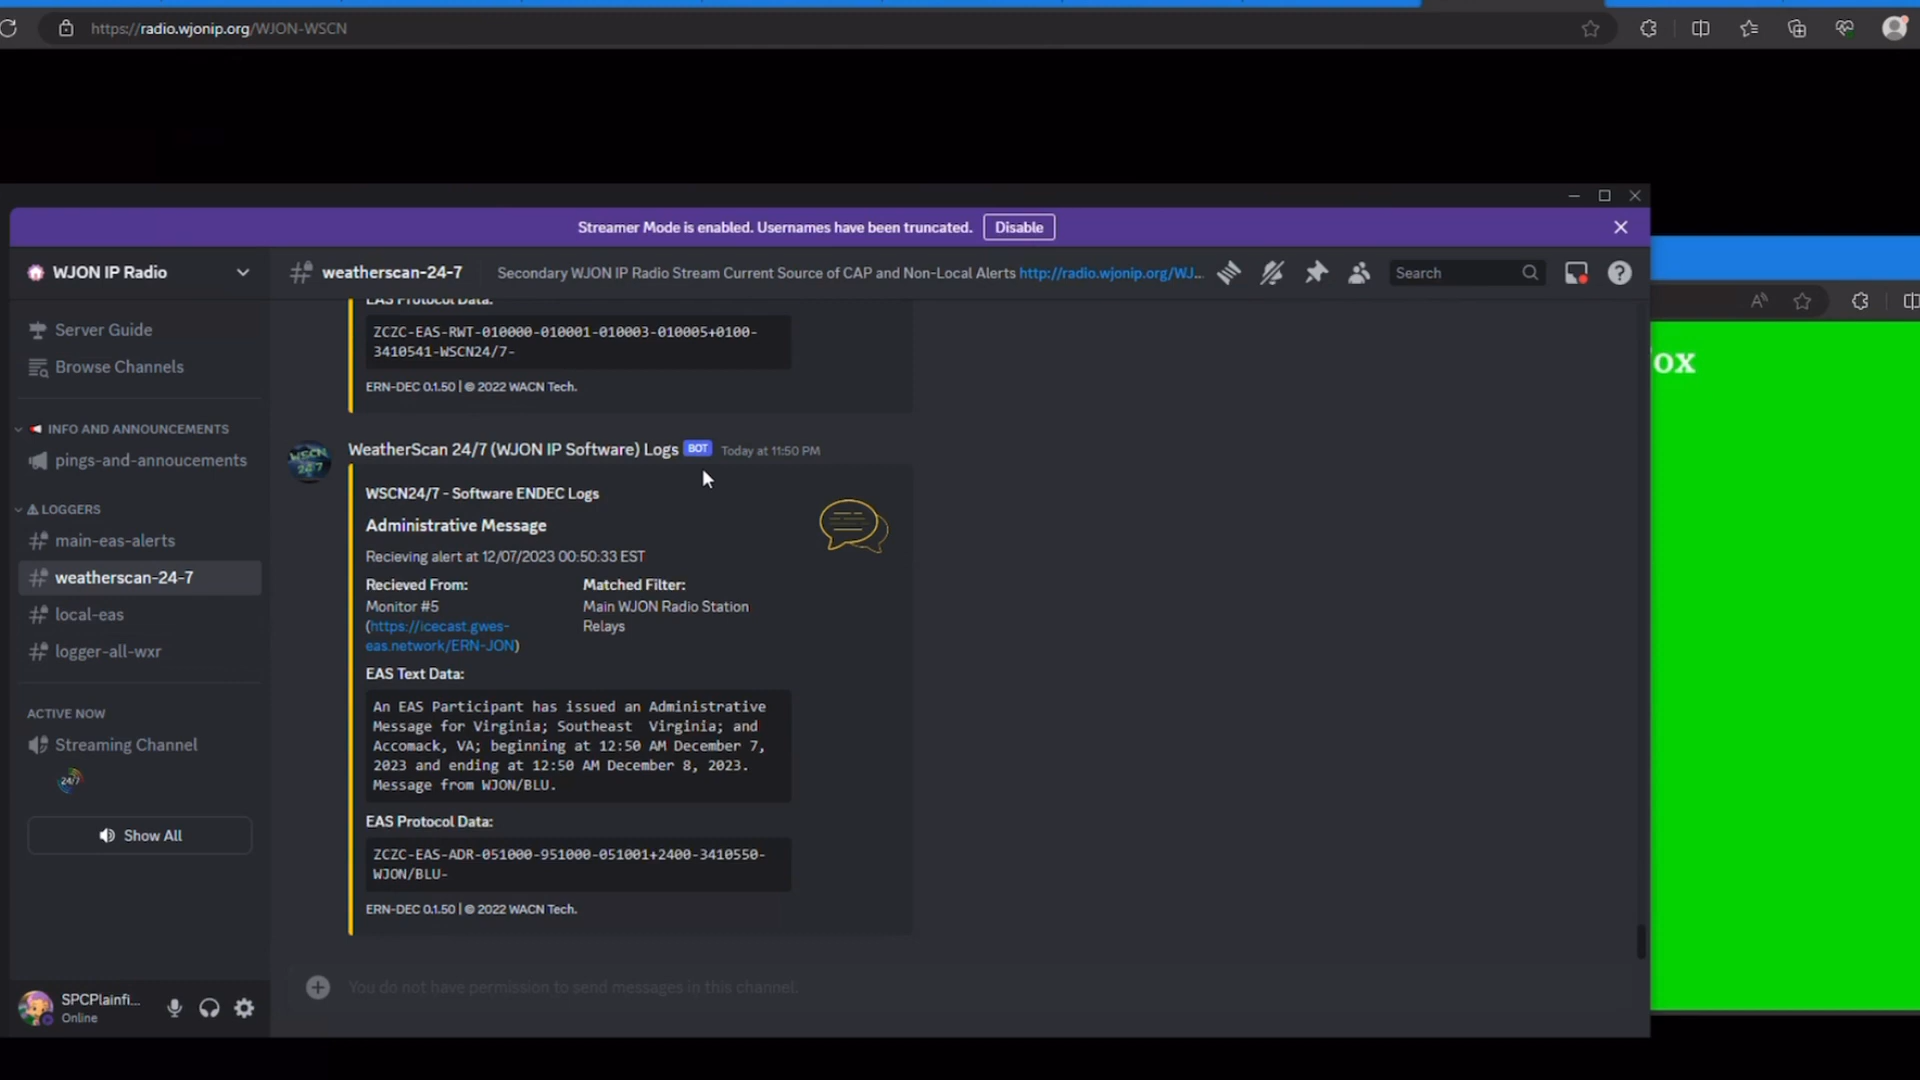 https://radio.wjonip.org/WJON-WSCN
Streamer Mode is enabled. Usernames have been truncated.
Disable
WJON IP Radio
weatherscan-24-7
Secondary WJON IP Radio Stream Current Source of CAP and Non-Local Alerts http://radio.wjonip.org/WJ...
Search
Server Guide
Browse Channels
INFO AND ANNOUNCEMENTS
pings-and-annoucements
LOGGERS
main-eas-alerts
weatherscan-24-7
local-eas
logger-all-wxr
ACTIVE NOW
Streaming Channel
24/7
Show All
SPCPlainfi...
Online
EAS Protocol Data:
ZCZC-EAS-RWT-010000-010001-010003-010005+0100-
3410541-WSCN24/7-
ERN-DEC 0.1.50 | © 2022 WACN Tech.
WSCN
24/7
WeatherScan 24/7 (WJON IP Software) Logs BOT Today at 11:50 PM
WSCN24/7 - Software ENDEC Logs
Administrative Message
Recieving alert at 12/07/2023 00:50:33 EST
Recieved From:
Monitor #5
(https://icecast.gwes-
eas.network/ERN-JON)
Matched Filter:
Main WJON Radio Station
Relays
EAS Text Data:
An EAS Participant has issued an Administrative
Message for Virginia; Southeast  Virginia; and
Accomack, VA; beginning at 12:50 AM December 7,
2023 and ending at 12:50 AM December 8, 2023.
Message from WJON/BLU.
EAS Protocol Data:
ZCZC-EAS-ADR-051000-951000-051001+2400-3410550-
WJON/BLU-
ERN-DEC 0.1.50 | © 2022 WACN Tech.
You do not have permission to send messages in this channel.
ox